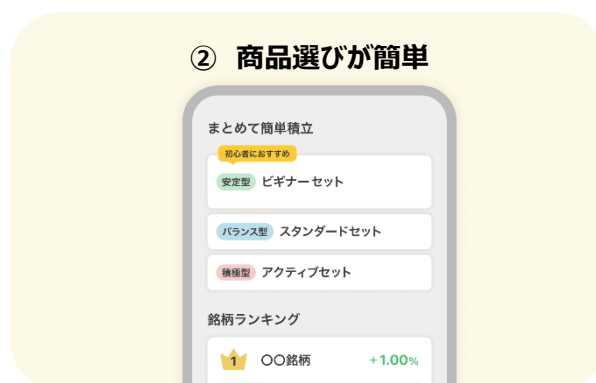 ② 商品選びが簡単
まとめて簡単積立
初心者におすすめ
安定型 ビギナーセット
バランス型 スタンダードセット
積極型 アクティブセット
銘柄ランキング
1 〇〇銘柄 +1.00%